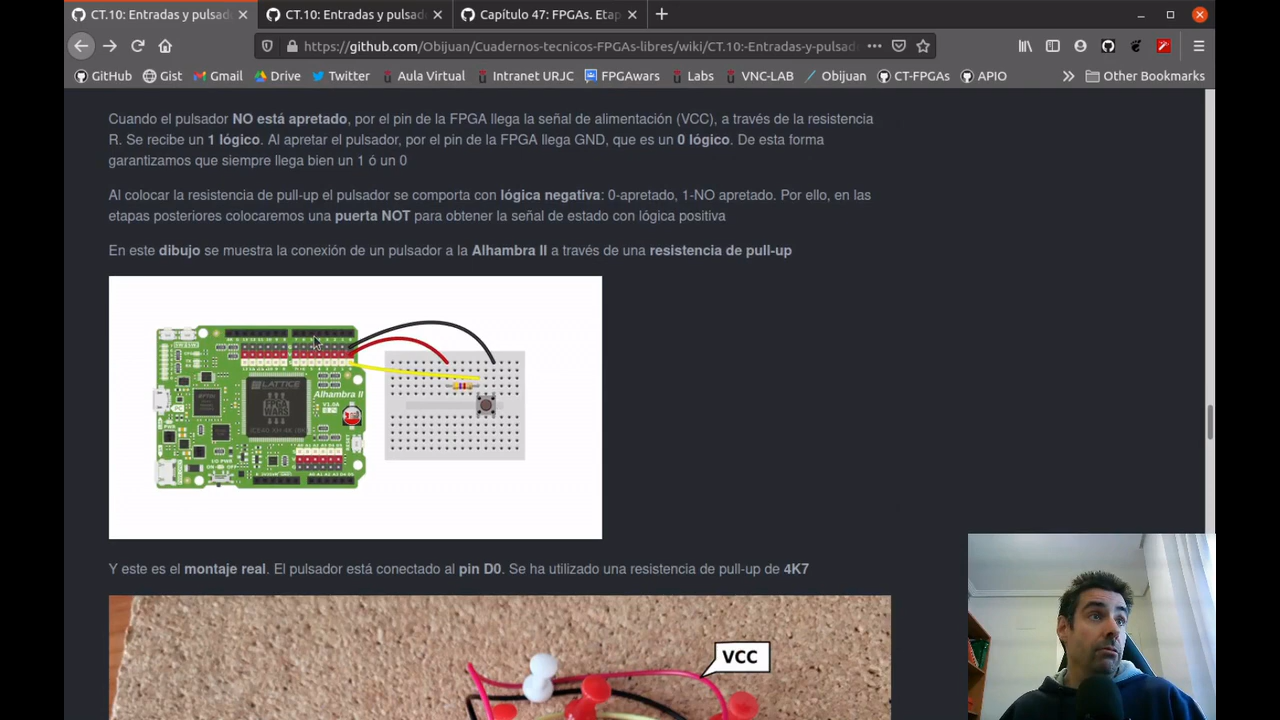 CT.10: Entradas y pulsad
CT.10: Entradas y pulsad
Capítulo 47: FPGAs. Etap
https://github.com/Obijuan/Cuadernos-tecnicos-FPGAs-libres/wiki/CT.10:-Entradas-y-pulsad
GitHub Gist Gmail Drive Twitter Aula Virtual Intranet URJC FPGAwars Labs VNC-LAB Obijuan CT-FPGAs APIO Other Bookmarks
Cuando el pulsador NO está apretado, por el pin de la FPGA llega la señal de alimentación (VCC), a través de la resistencia
R. Se recibe un 1 lógico. Al apretar el pulsador, por el pin de la FPGA llega GND, que es un 0 lógico. De esta forma
garantizamos que siempre llega bien un 1 ó un 0
Al colocar la resistencia de pull-up el pulsador se comporta con lógica negativa: 0-apretado, 1-NO apretado. Por ello, en las
etapas posteriores colocaremos una puerta NOT para obtener la señal de estado con lógica positiva
En este dibujo se muestra la conexión de un pulsador a la Alhambra II a través de una resistencia de pull-up
LATTICE
FPGA
WARS
Alhambra II
Y este es el montaje real. El pulsador está conectado al pin D0. Se ha utilizado una resistencia de pull-up de 4K7
VCC